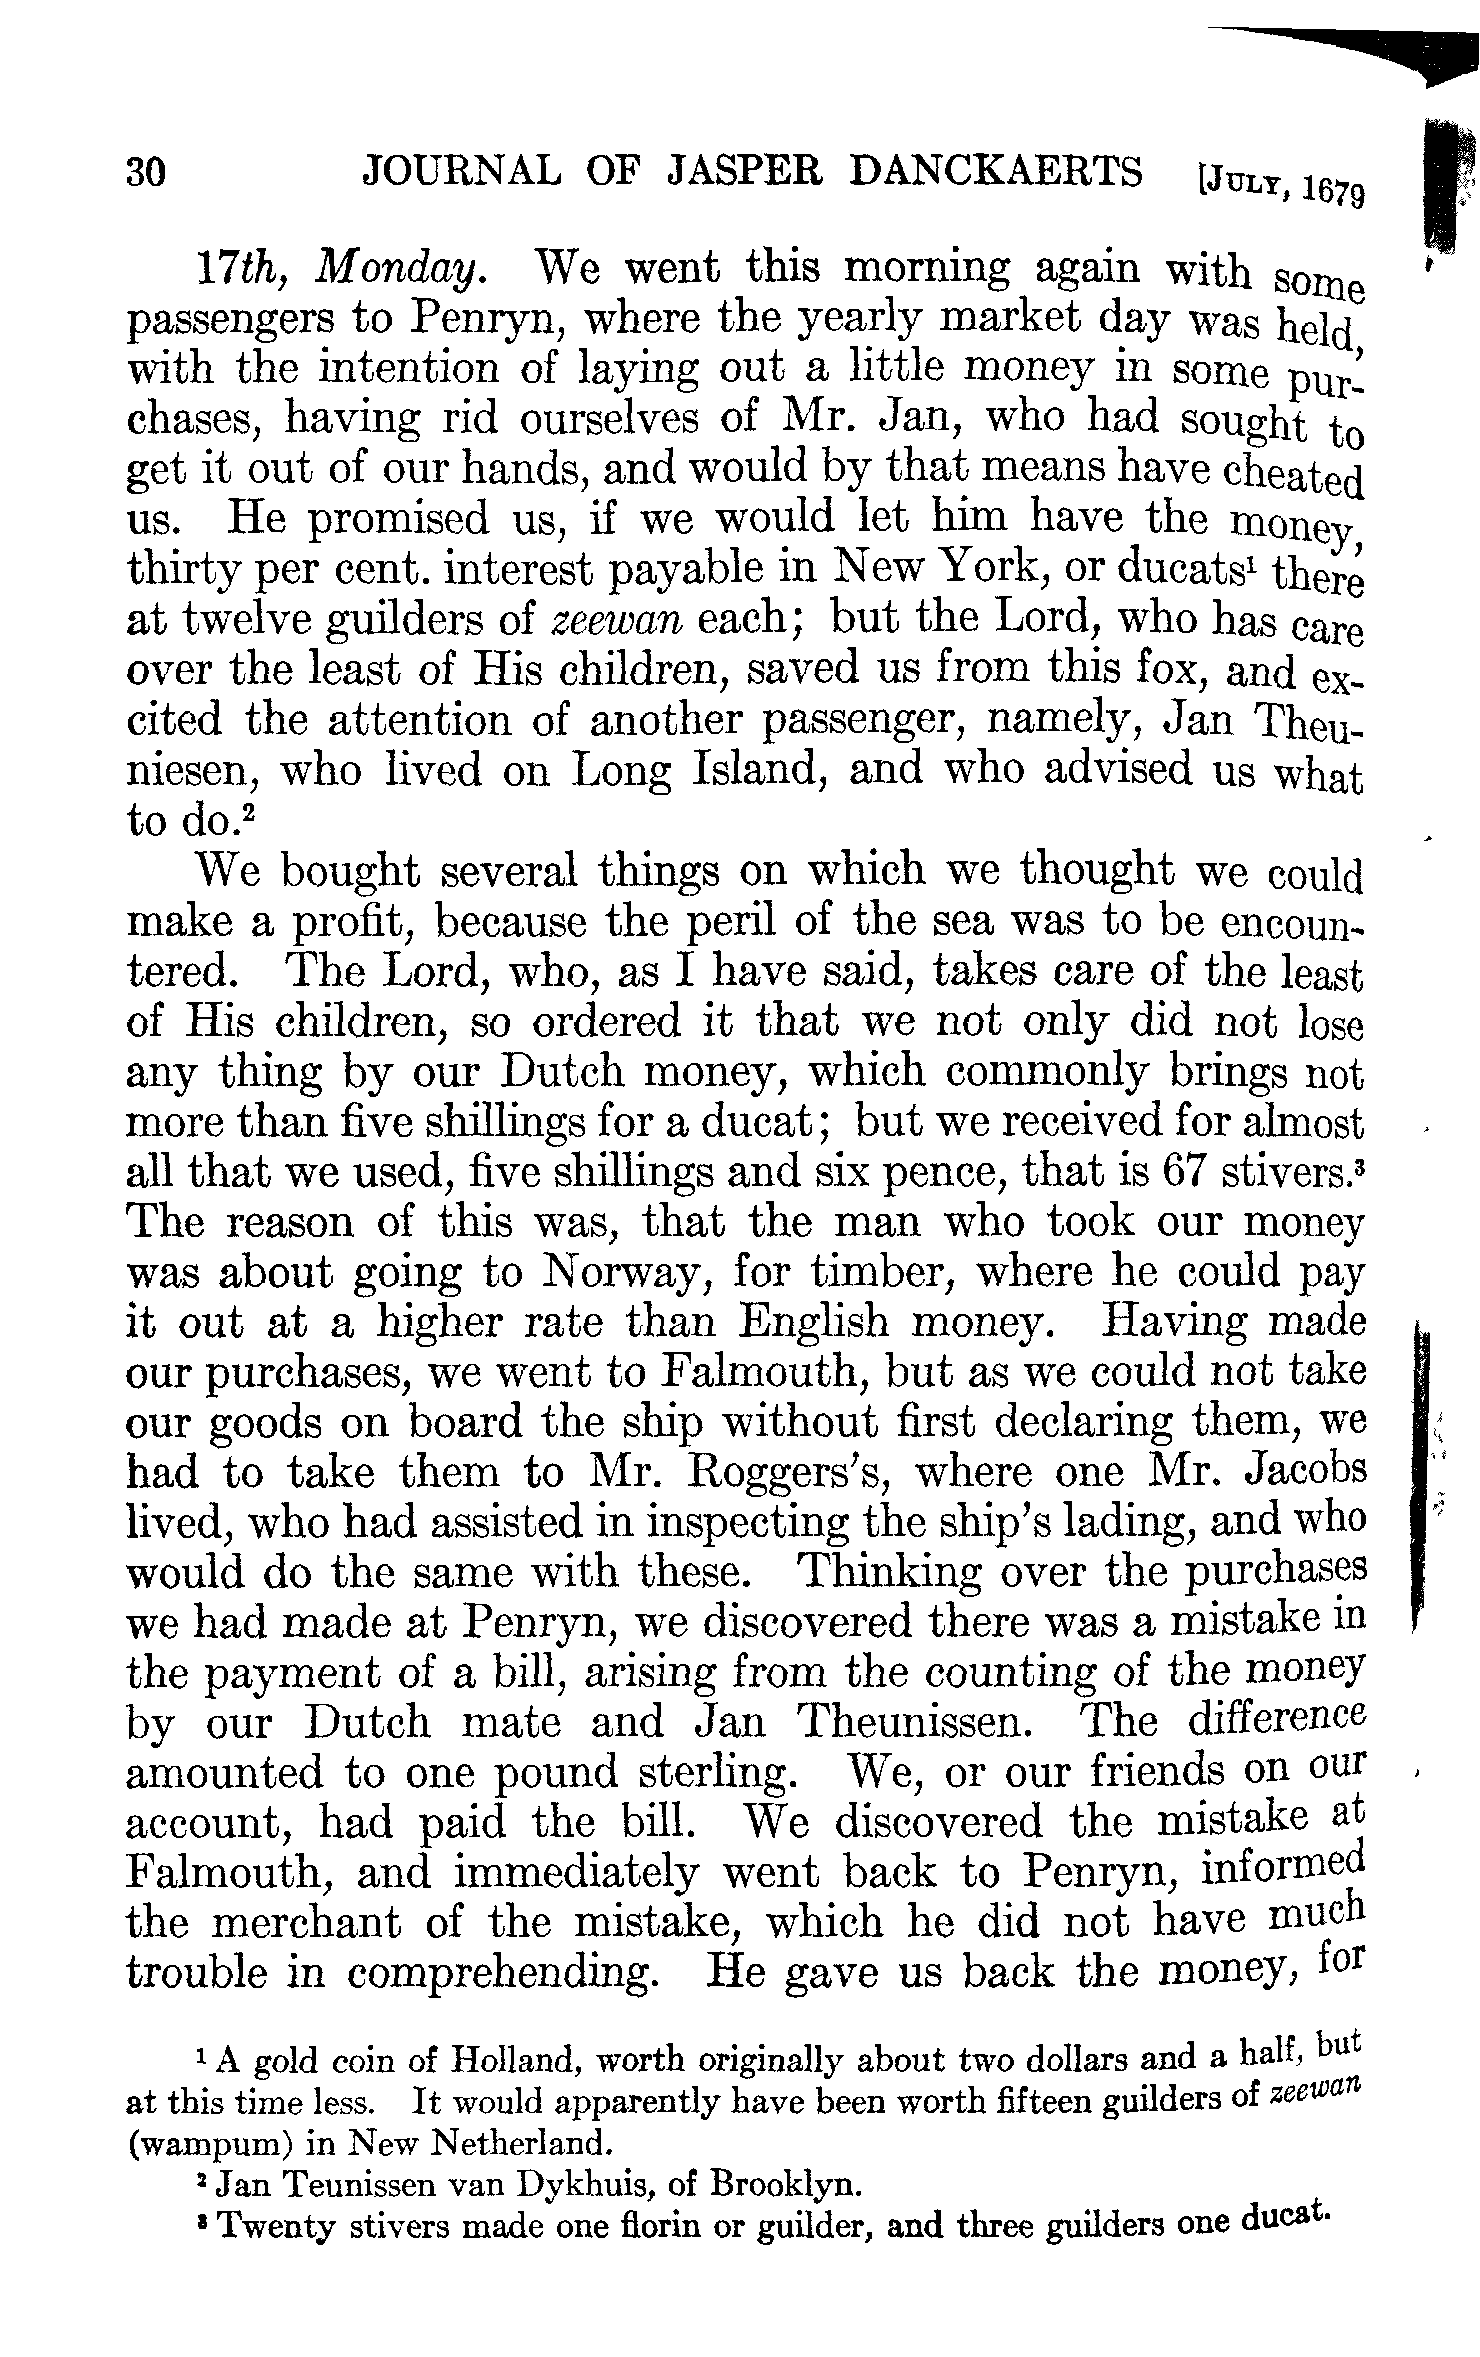 30 JOURNAL OF JASPER DANCKAERTS [JULY, 1679
17th, Monday. We went this morning again with some
passengers to Penryn, where the yearly market day was held,
with the intention of laying out a little money in some pur-
chases, having rid ourselves of Mr. Jan, who had sought to
get it out of our hands, and would by that means have cheated
us. He promised us, if we would let him have the money,
thirty per cent. interest payable in New York, or ducats¹ there
at twelve guilders of zeewan each; but the Lord, who has care
over the least of His children, saved us from this fox, and ex-
cited the attention of another passenger, namely, Jan Theu-
niesen, who lived on Long Island, and who advised us what
to do.²
We bought several things on which we thought we could
make a profit, because the peril of the sea was to be encoun-
tered. The Lord, who, as I have said, takes care of the least
of His children, so ordered it that we not only did not lose
any thing by our Dutch money, which commonly brings not
more than five shillings for a ducat; but we received for almost
all that we used, five shillings and six pence, that is 67 stivers.³
The reason of this was, that the man who took our money
was about going to Norway, for timber, where he could pay
it out at a higher rate than English money. Having made
our purchases, we went to Falmouth, but as we could not take
our goods on board the ship without first declaring them, we
had to take them to Mr. Roggers's, where one Mr. Jacobs
lived, who had assisted in inspecting the ship's lading, and who
would do the same with these. Thinking over the purchases
we had made at Penryn, we discovered there was a mistake in
the payment of a bill, arising from the counting of the money
by our Dutch mate and Jan Theunissen. The difference
amounted to one pound sterling. We, or our friends on our
account, had paid the bill. We discovered the mistake at
Falmouth, and immediately went back to Penryn, informed
the merchant of the mistake, which he did not have much
trouble in comprehending. He gave us back the money, for
¹ A gold coin of Holland, worth originally about two dollars and a half, but
at this time less. It would apparently have been worth fifteen guilders of zeewan
(wampum) in New Netherland.
² Jan Teunissen van Dykhuis, of Brooklyn.
³ Twenty stivers made one florin or guilder, and three guilders one ducat.